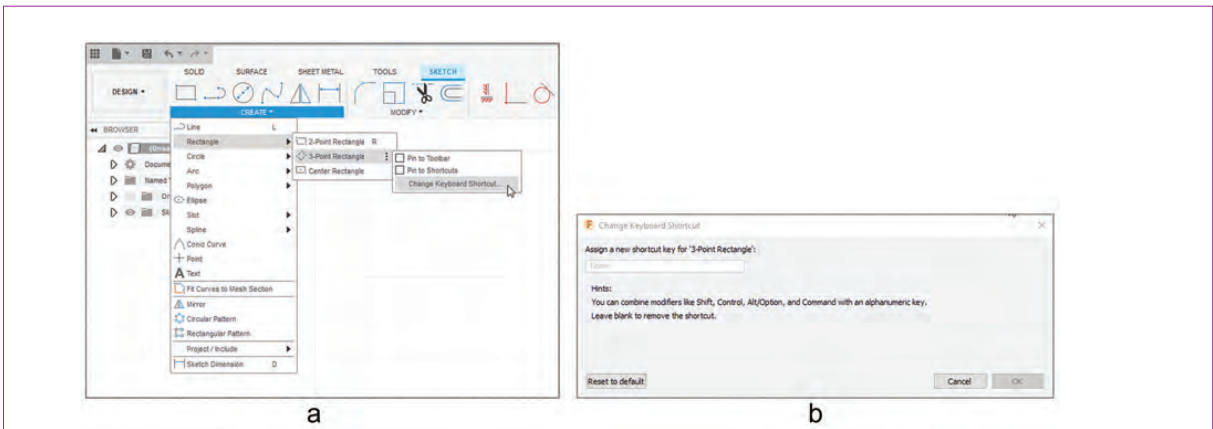 SOLID SURFACE SHEET METAL TOOLS SKETCH
DESIGN
CREATE MODIFY
BROWSER
(Unsa
Docume
Named
Or
Sk
Line L
Rectangle
Circle
Arc
Polygon
Ellipse
Slot
Spline
Conic Curve
Point
Text
Fit Curves to Mesh Section
Mirror
Circular Pattern
Rectangular Pattern
Project / Include
Sketch Dimension D
2-Point Rectangle R
3-Point Rectangle
Center Rectangle
Pin to Toolbar
Pin to Shortcuts
Change Keyboard Shortcut...
a
Change Keyboard Shortcut
Assign a new shortcut key for '3-Point Rectangle':
Hints:
You can combine modifiers like Shift, Control, Alt/Option, and Command with an alphanumeric key.
Leave blank to remove the shortcut.
Reset to default Cancel OK
b